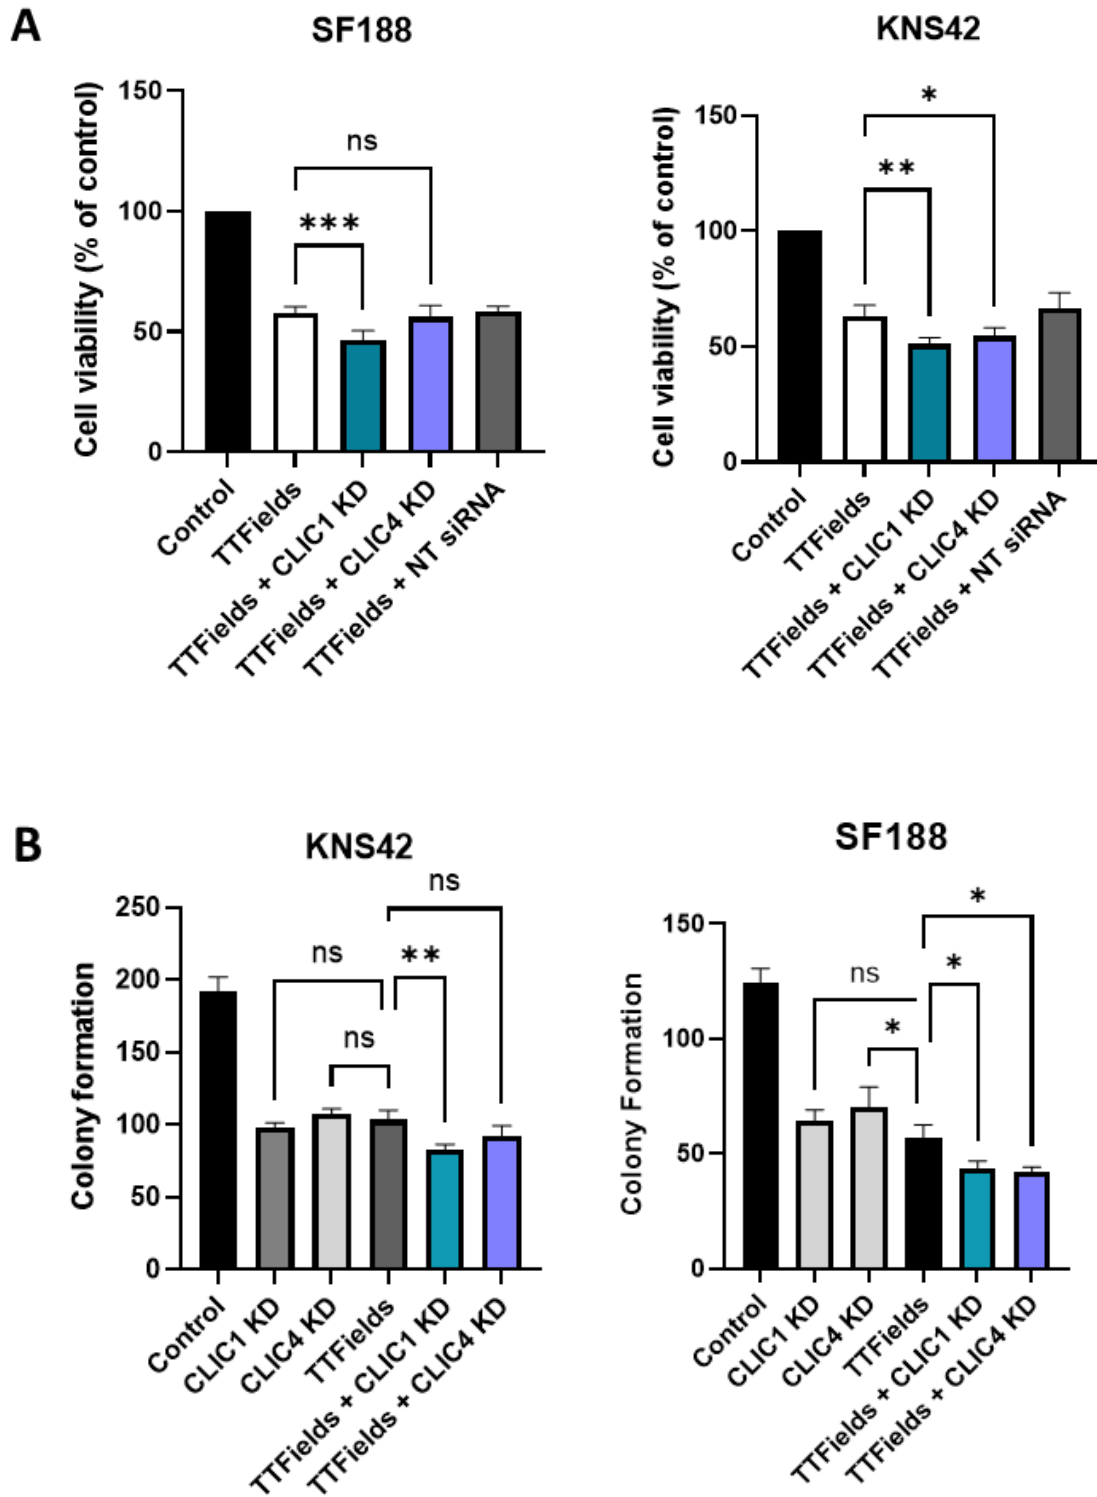 A
SF188
KNS42
Cell viability (% of control)
150
100
50
0
ns
***
Control
TTFields
TTFields + CLIC1 KD
TTFields + CLIC4 KD
TTFields + NT siRNA
Cell viability (% of control)
150
100
50
0
*
**
Control
TTFields
TTFields + CLIC1 KD
TTFields + CLIC4 KD
TTFields + NT siRNA
B
KNS42
SF188
Colony formation
250
200
150
100
50
0
ns
ns
**
ns
Control
CLIC1 KD
CLIC4 KD
TTFields
TTFields + CLIC1 KD
TTFields + CLIC4 KD
Colony Formation
150
100
50
0
*
ns
*
*
Control
CLIC1 KD
CLIC4 KD
TTFields
TTFields + CLIC1 KD
TTFields + CLIC4 KD